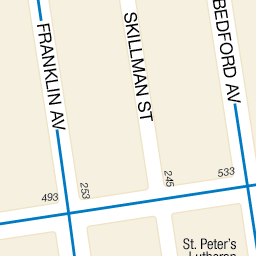 FRANKLIN AV
SKILLMAN ST
BEDFORD AV
493
253
245
533
St. Peter's
Lutheran